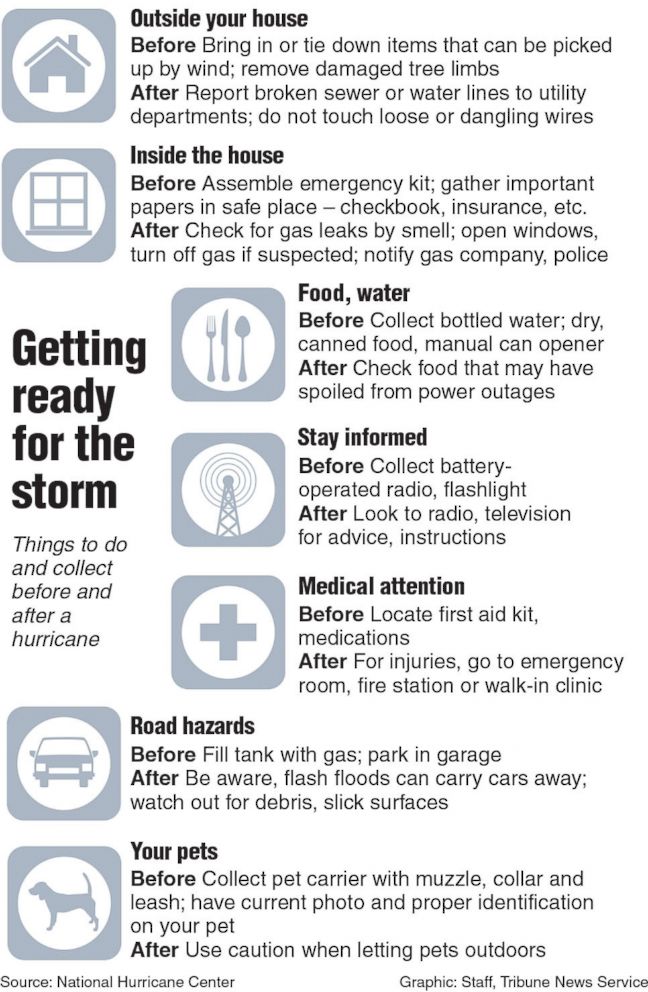 Outside your house
Before Bring in or tie down items that can be picked
up by wind; remove damaged tree limbs
After Report broken sewer or water lines to utility
departments; do not touch loose or dangling wires
Inside the house
Before Assemble emergency kit; gather important
papers in safe place – checkbook, insurance, etc.
After Check for gas leaks by smell; open windows,
turn off gas if suspected; notify gas company, police
Getting
ready
for the
storm
Things to do
and collect
before and
after a
hurricane
Food, water
Before Collect bottled water; dry,
canned food, manual can opener
After Check food that may have
spoiled from power outages
Stay informed
Before Collect battery-
operated radio, flashlight
After Look to radio, television
for advice, instructions
Medical attention
Before Locate first aid kit,
medications
After For injuries, go to emergency
room, fire station or walk-in clinic
Road hazards
Before Fill tank with gas; park in garage
After Be aware, flash floods can carry cars away;
watch out for debris, slick surfaces
Your pets
Before Collect pet carrier with muzzle, collar and
leash; have current photo and proper identification
on your pet
After Use caution when letting pets outdoors
Source: National Hurricane Center
Graphic: Staff, Tribune News Service